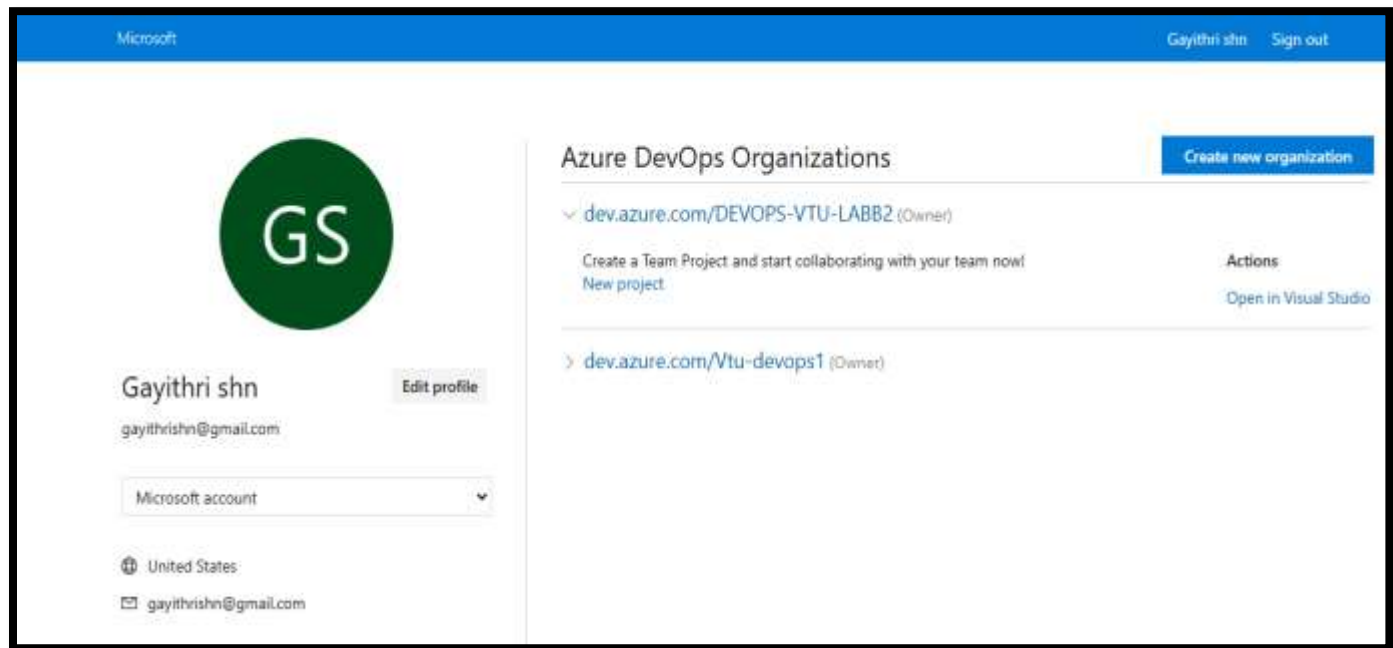 Microsoft
Gayithri shn Sign out
GS
Gayithri shn
Edit profile
gayithrishn@gmail.com
Microsoft account
United States
gayithrishn@gmail.com
Azure DevOps Organizations
Create new organization
dev.azure.com/DEVOPS-VTU-LABB2 (Owner)
Create a Team Project and start collaborating with your team now!
New project
Actions
Open in Visual Studio
dev.azure.com/Vtu-devops1 (Owner)